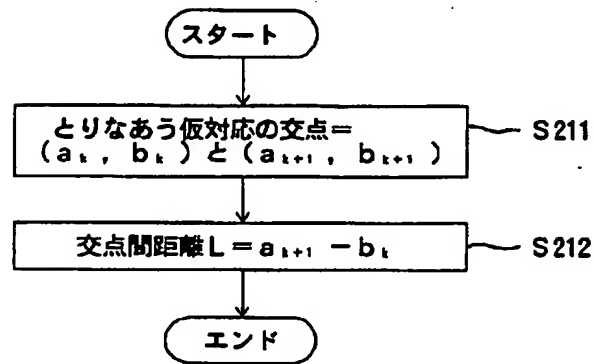 スタート
とりなあう仮対応の交点＝
(aₖ, bₖ)と(aₖ₊₁, bₖ₊₁)
S211
交点間距離L＝aₖ₊₁－bₖ
S212
エンド